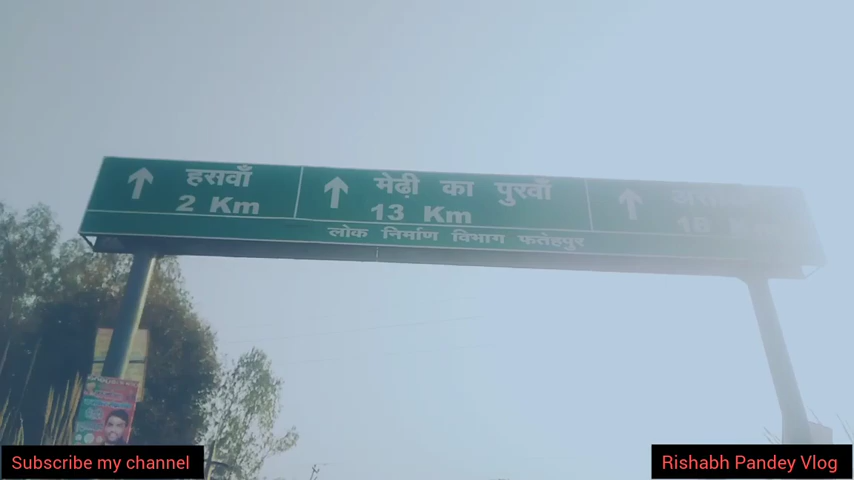 हसवाँ
2 Km
मेढ़ी का पुरवाँ
13 Km
लोक निर्माण विभाग फतेहपुर
Subscribe my channel
Rishabh Pandey Vlog